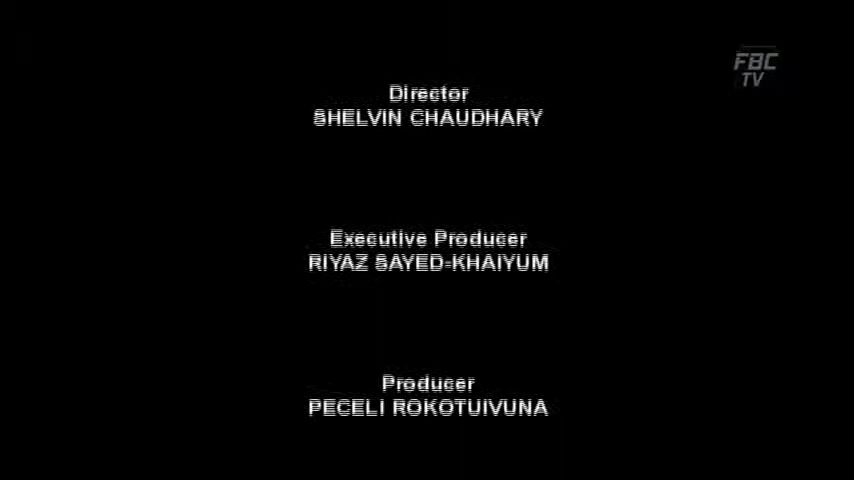 FBC
TV
Director
SHELVIN CHAUDHARY
Executive Producer
RIYAZ SAYED-KHAIYUM
Producer
PECELI ROKOTUIVUNA